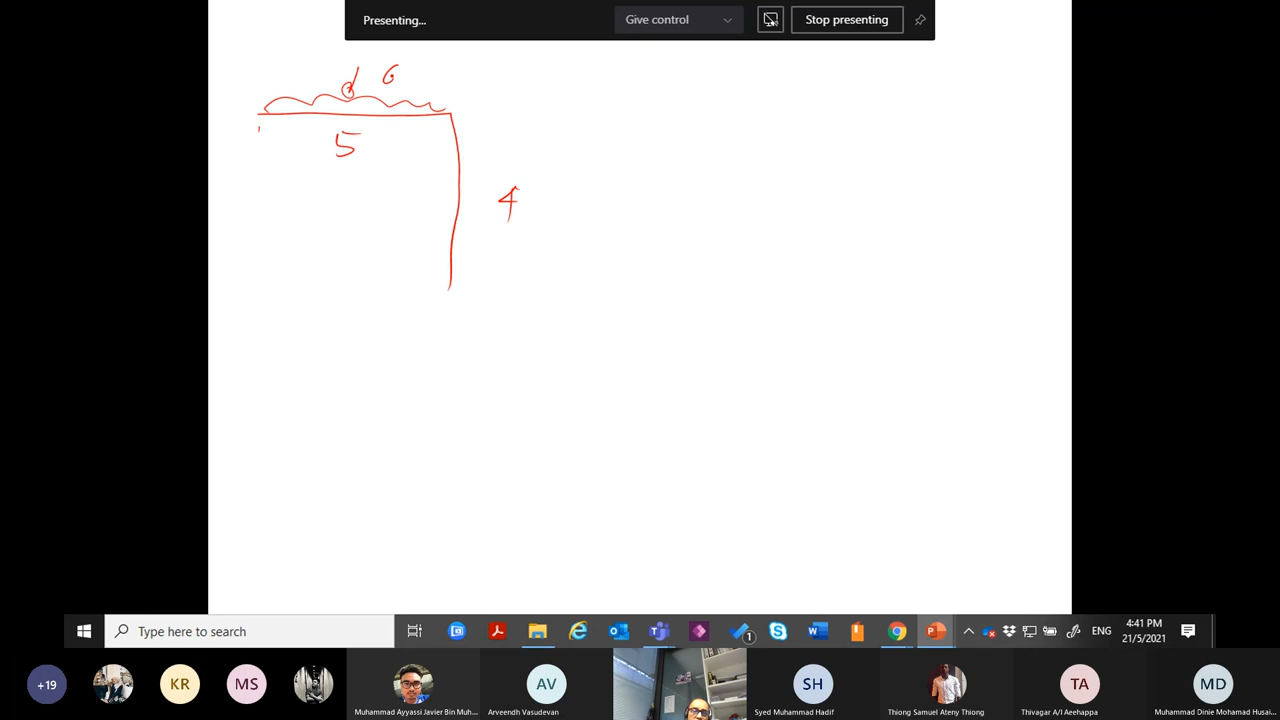 Presenting...
Give control
Stop presenting
6
5
4
Type here to search
1
ENG
4:41 PM
21/5/2021
+19
KR
MS
Muhammad Ayyassi Javier Bin Muh...
AV
Arveendh Vasudevan
SH
Syed Muhammad Hadif
Thiong Samuel Ateny Thiong
TA
Thivagar A/l Aeehappa
MD
Muhammad Dinie Mohamad Husai...